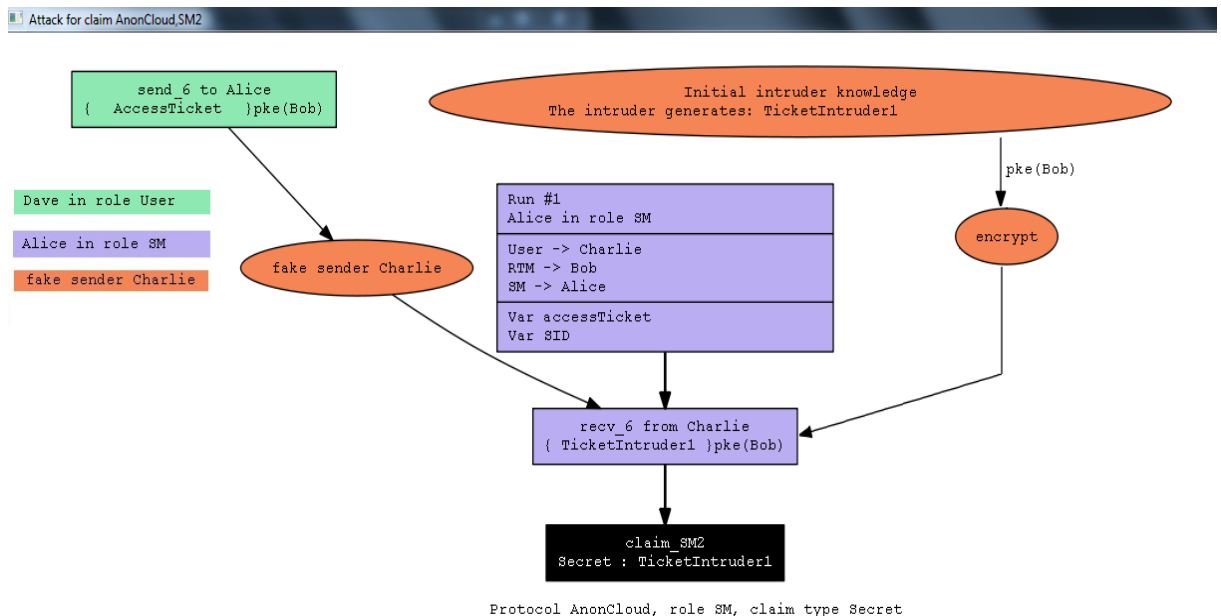 Attack for claim AnonCloud,SM2
send_6 to Alice
{ AccessTicket }pke(Bob)
Initial intruder knowledge
The intruder generates: TicketIntruder1
pke(Bob)
Dave in role User
Alice in role SM
fake sender Charlie
fake sender Charlie
Run #1
Alice in role SM
User -> Charlie
RTM -> Bob
SM -> Alice
Var accessTicket
Var SID
encrypt
recv_6 from Charlie
{ TicketIntruder1 }pke(Bob)
claim_SM2
Secret : TicketIntruder1
Protocol AnonCloud, role SM, claim type Secret